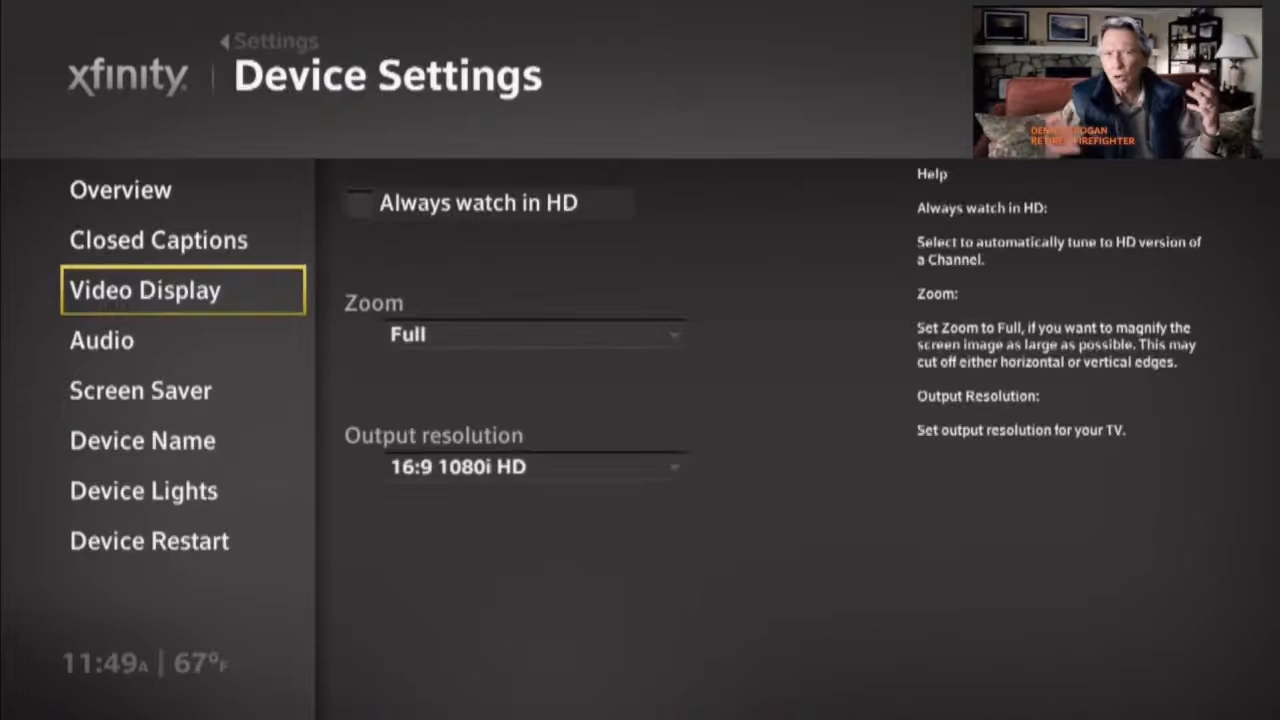 Settings
xfinity
Device Settings
RETIRED FIREFIGHTER
Overview
Closed Captions
Video Display
Audio
Screen Saver
Device Name
Device Lights
Device Restart
11:49A | 67°F
Always watch in HD
Zoom
Full
Output resolution
16:9 1080i HD
Help
Always watch in HD:
Select to automatically tune to HD version of
a Channel.
Zoom:
Set Zoom to Full, if you want to magnify the
screen image as large as possible. This may
cut off either horizontal or vertical edges.
Output Resolution:
Set output resolution for your TV.